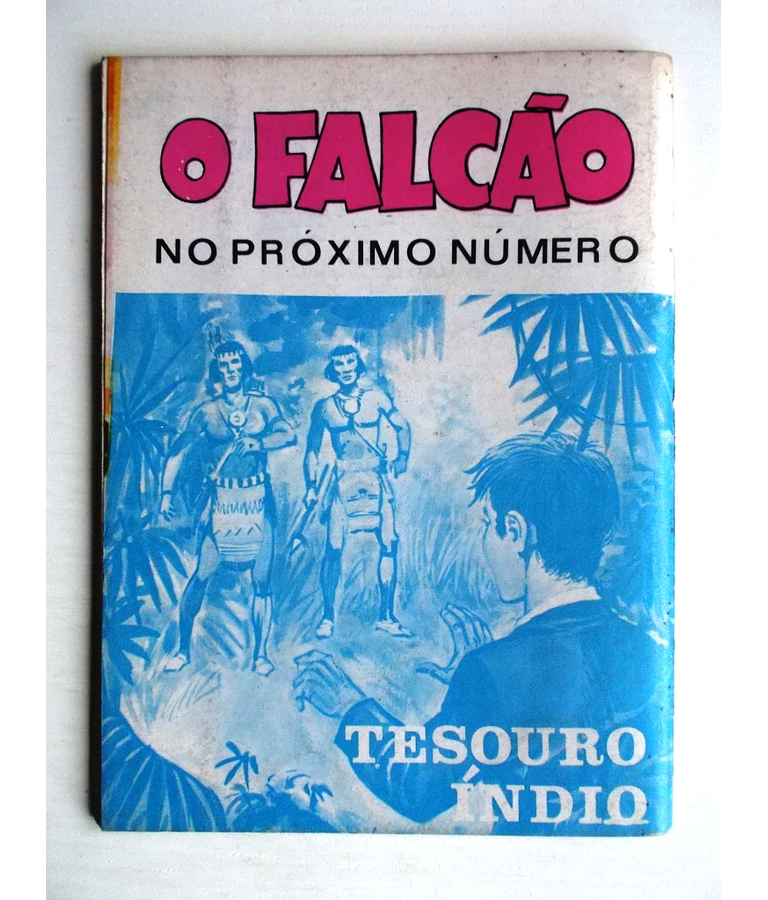 O FALCÃO
NO PRÓXIMO NÚMERO
TESOURO
ÍNDIO